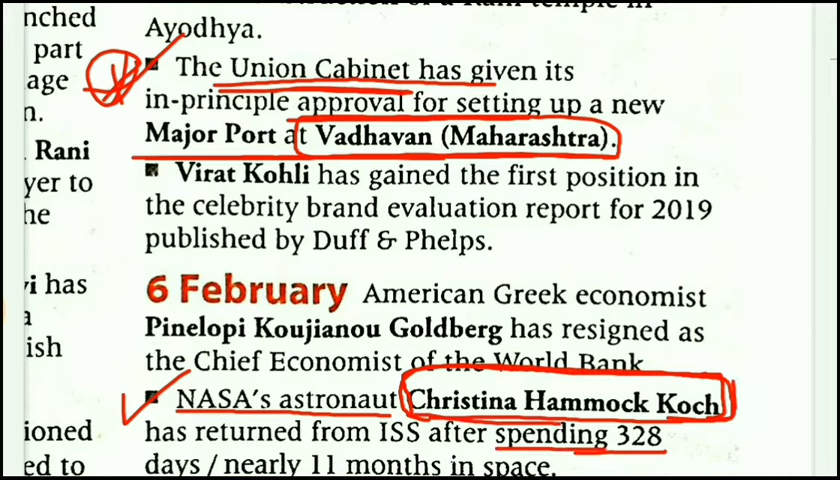 nched
part
age
n.
. Rani
yer to
he
i has
a
ish
ioned
ed to
of a Ram temple in
Ayodhya.
▪ The Union Cabinet has given its
in-principle approval for setting up a new
Major Port at Vadhavan (Maharashtra).
▪ Virat Kohli has gained the first position in
the celebrity brand evaluation report for 2019
published by Duff & Phelps.
6 February American Greek economist
Pinelopi Koujianou Goldberg has resigned as
the Chief Economist of the World Bank
▪ NASA's astronaut Christina Hammock Koch
has returned from ISS after spending 328
days / nearly 11 months in space.